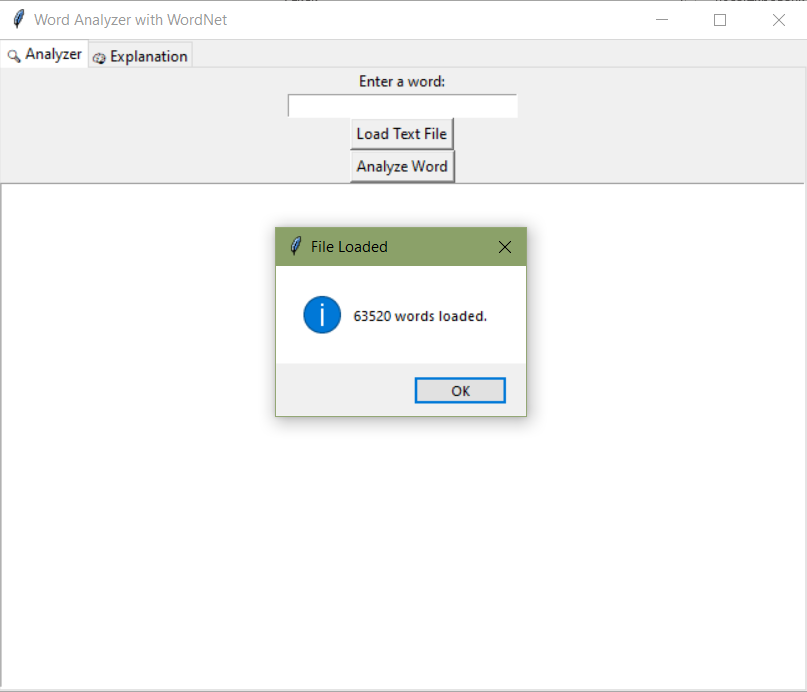 Word Analyzer with WordNet
Analyzer Explanation
Enter a word:
Load Text File
Analyze Word
File Loaded
63520 words loaded.
OK